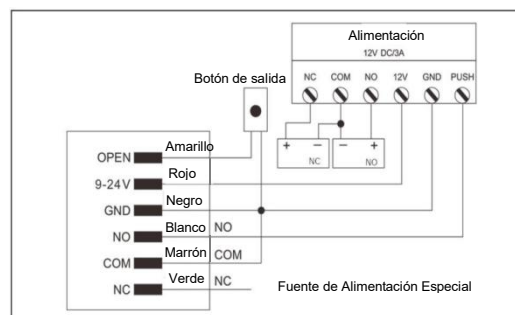 Alimentación
12V DC/3A
NC COM NO 12V GND PUSH
Botón de salida
+ − − +
NC NO
OPEN Amarillo
9-24V Rojo
GND Negro
NO Blanco NO
COM Marrón COM
NC Verde NC
Fuente de Alimentación Especial